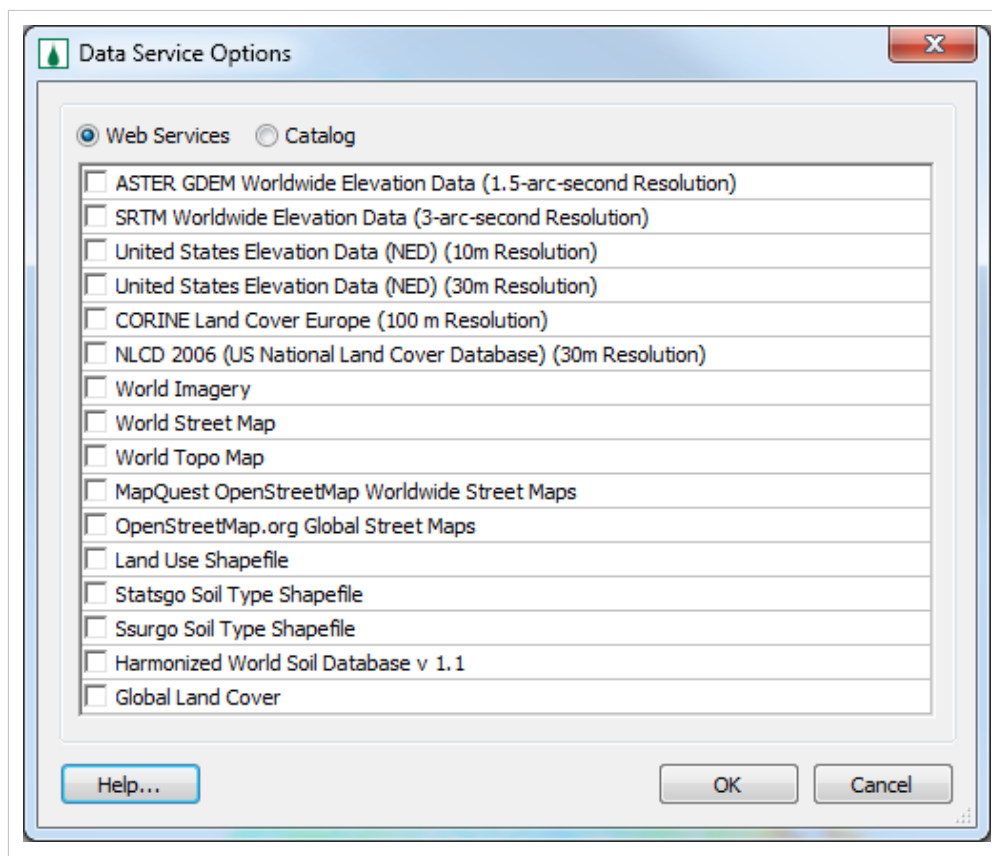 Data Service Options
Web Services Catalog
ASTER GDEM Worldwide Elevation Data (1.5-arc-second Resolution)
SRTM Worldwide Elevation Data (3-arc-second Resolution)
United States Elevation Data (NED) (10m Resolution)
United States Elevation Data (NED) (30m Resolution)
CORINE Land Cover Europe (100 m Resolution)
NLCD 2006 (US National Land Cover Database) (30m Resolution)
World Imagery
World Street Map
World Topo Map
MapQuest OpenStreetMap Worldwide Street Maps
OpenStreetMap.org Global Street Maps
Land Use Shapefile
Statsgo Soil Type Shapefile
Ssurgo Soil Type Shapefile
Harmonized World Soil Database v 1.1
Global Land Cover
Help... OK Cancel